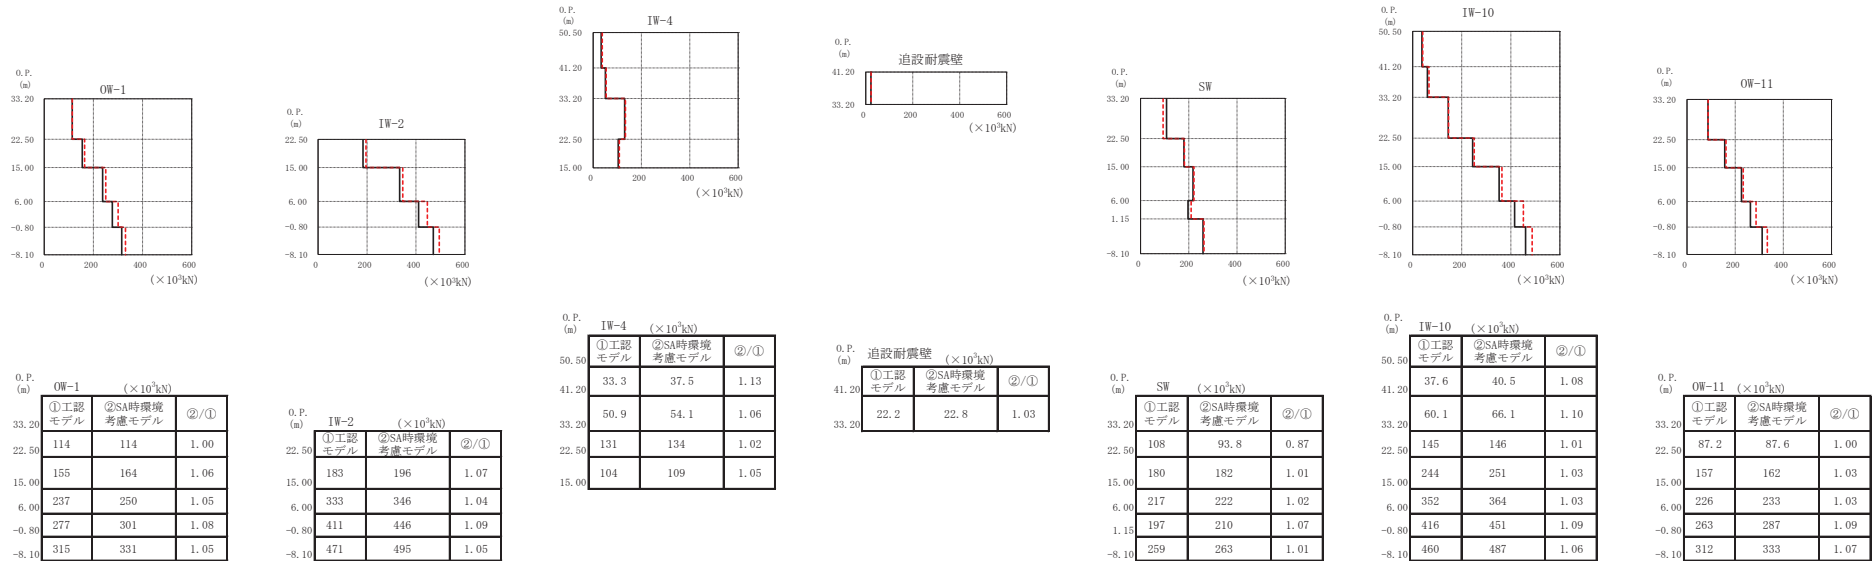 O.P.
(m)
OW-1
33.20
22.50
15.00
6.00
-0.80
-8.10
0 200 400 600
(×10³kN)
O.P.
(m)
IW-2
22.50
15.00
6.00
-0.80
-8.10
0 200 400 600
(×10³kN)
O.P.
(m)
IW-4
50.50
41.20
33.20
22.50
15.00
0 200 400 600
(×10³kN)
O.P.
(m)
追設耐震壁
41.20
33.20
0 200 400 600
(×10³kN)
O.P.
(m)
SW
33.20
22.50
15.00
6.00
1.15
-8.10
0 200 400 600
(×10³kN)
O.P.
(m)
IW-10
50.50
41.20
33.20
22.50
15.00
6.00
-0.80
-8.10
0 200 400 600
(×10³kN)
O.P.
(m)
OW-11
33.20
22.50
15.00
6.00
-0.80
-8.10
0 200 400 600
(×10³kN)
O.P.
(m)
OW-1 (×10³kN)
①工認
モデル
②SA時環境
考慮モデル
②/①
33.20
114 114 1.00
22.50
155 164 1.06
15.00
237 250 1.05
6.00
277 301 1.08
-0.80
315 331 1.05
-8.10
O.P.
(m)
IW-2 (×10³kN)
①工認
モデル
②SA時環境
考慮モデル
②/①
22.50
183 196 1.07
15.00
333 346 1.04
6.00
411 446 1.09
-0.80
471 495 1.05
-8.10
O.P.
(m)
IW-4 (×10³kN)
①工認
モデル
②SA時環境
考慮モデル
②/①
50.50
33.3 37.5 1.13
41.20
50.9 54.1 1.06
33.20
131 134 1.02
22.50
104 109 1.05
15.00
O.P.
(m)
追設耐震壁 (×10³kN)
①工認
モデル
②SA時環境
考慮モデル
②/①
41.20
22.2 22.8 1.03
33.20
O.P.
(m)
SW (×10³kN)
①工認
モデル
②SA時環境
考慮モデル
②/①
33.20
108 93.8 0.87
22.50
180 182 1.01
15.00
217 222 1.02
6.00
197 210 1.07
1.15
259 263 1.01
-8.10
O.P.
(m)
IW-10 (×10³kN)
①工認
モデル
②SA時環境
考慮モデル
②/①
50.50
37.6 40.5 1.08
41.20
60.1 66.1 1.10
33.20
145 146 1.01
22.50
244 251 1.03
15.00
352 364 1.03
6.00
416 451 1.09
-0.80
460 487 1.06
-8.10
O.P.
(m)
OW-11 (×10³kN)
①工認
モデル
②SA時環境
考慮モデル
②/①
33.20
87.2 87.6 1.00
22.50
157 162 1.03
15.00
226 233 1.03
6.00
263 287 1.09
-0.80
312 333 1.07
-8.10